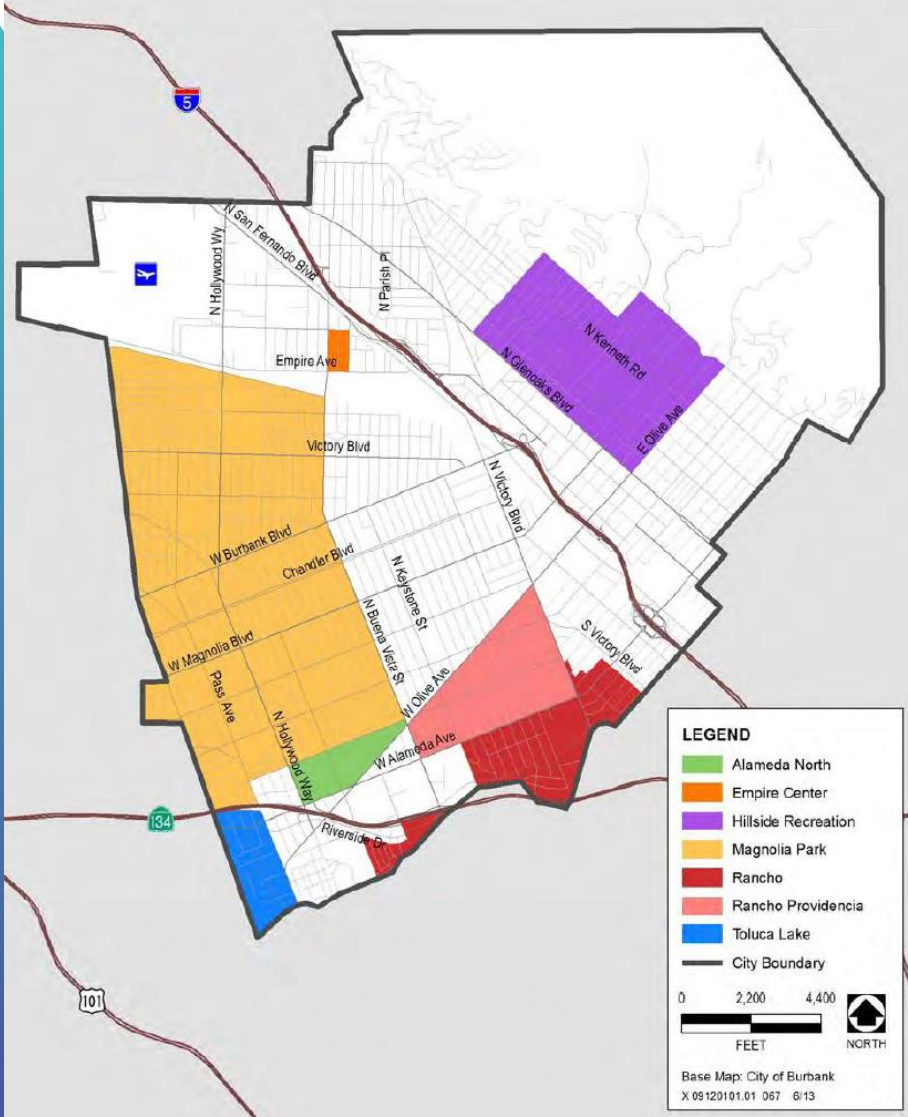 5
N San Fernando Blvd
N Hollywood Wy
N Parish Pl
Empire Ave
N Kenneth Rd
N Glenoaks Blvd
E Olive Ave
Victory Blvd
N Victory Blvd
W Burbank Blvd
Chandler Blvd
N Keystone St
N Buena Vista St
W Magnolia Blvd
S Victory Blvd
Pass Ave
W Olive Ave
N Hollywood Way
W Alameda Ave
134
Riverside Dr
101
LEGEND
Alameda North
Empire Center
Hillside Recreation
Magnolia Park
Rancho
Rancho Providencia
Toluca Lake
City Boundary
0 2,200 4,400
FEET
NORTH
Base Map: City of Burbank
X 09120101.01 067 6/13